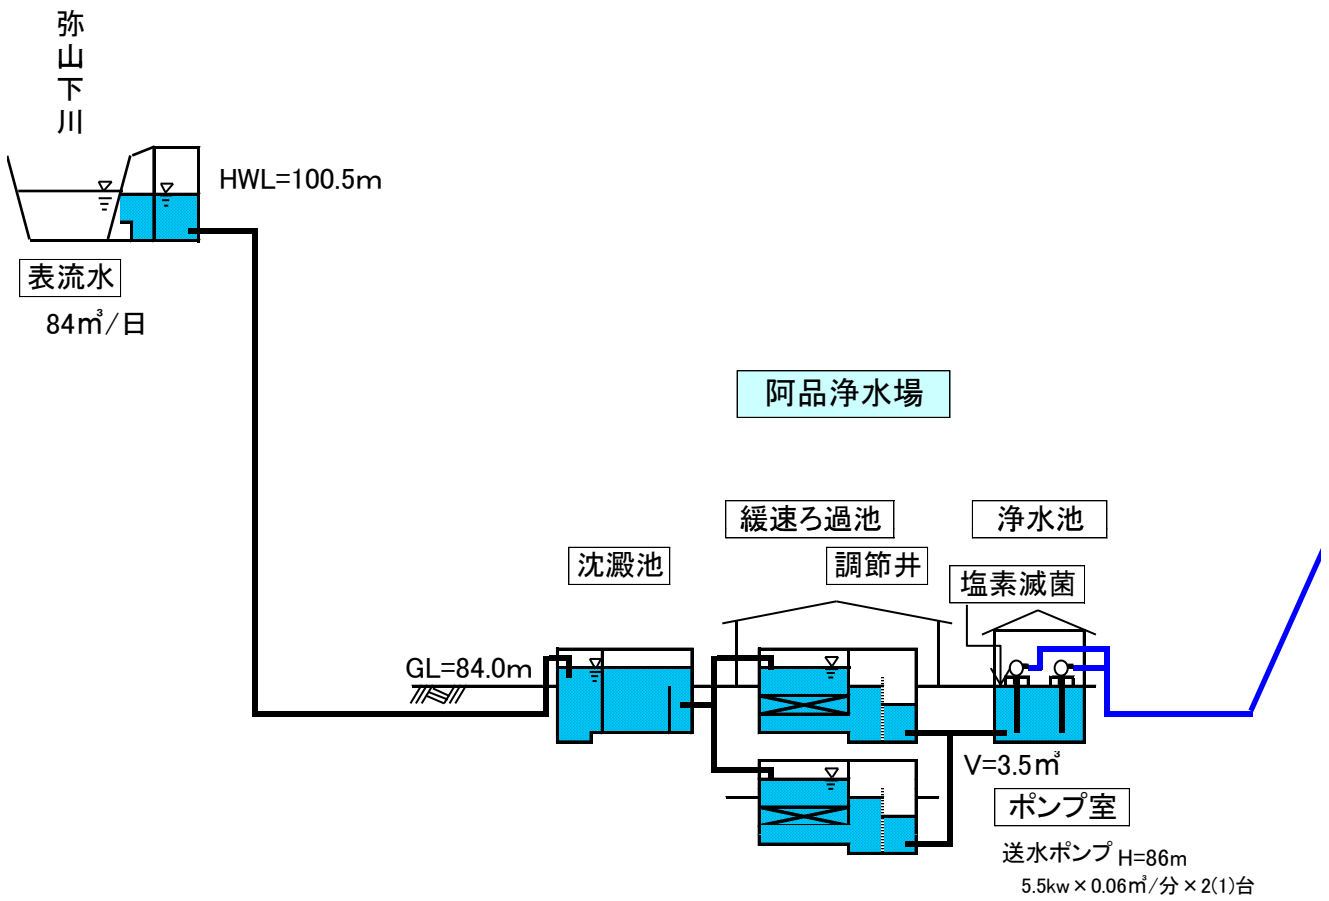 弥山下川
HWL=100.5m
表流水
84㎥/日
阿品浄水場
緩速ろ過池
浄水池
沈澱池
調節井
塩素滅菌
GL=84.0m
V=3.5㎥
ポンプ室
送水ポンプ H=86m
5.5kw×0.06㎥/分×2(1)台